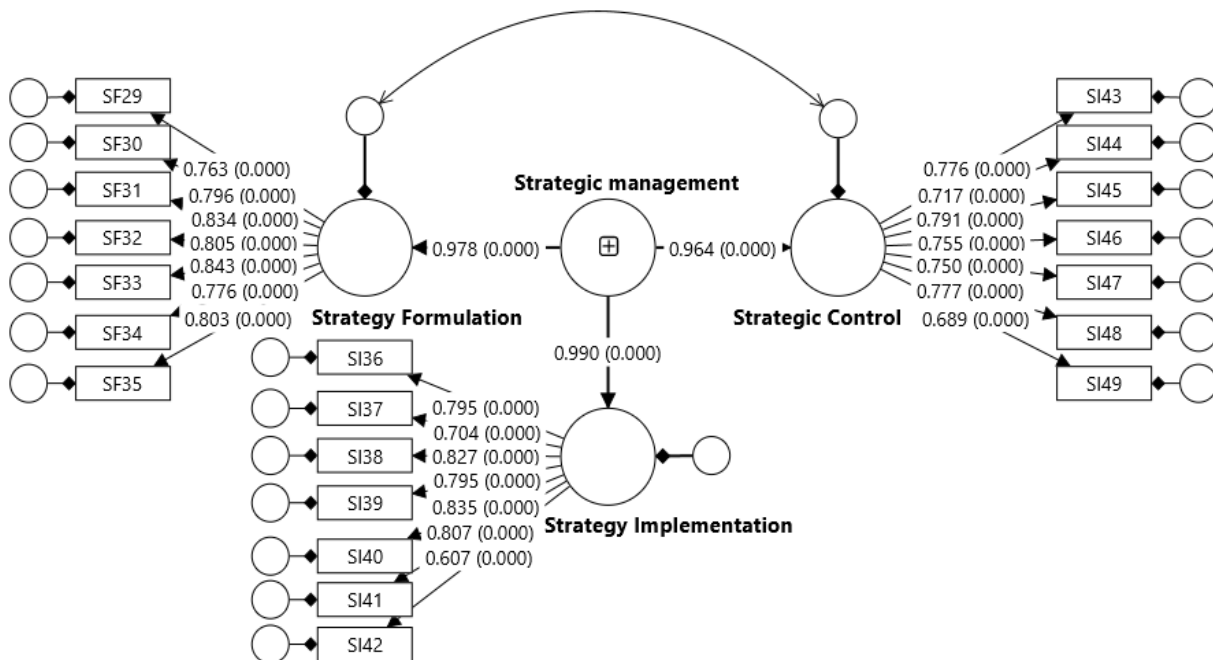 SF29
SF30
SF31
SF32
SF33
SF34
SF35
0.763 (0.000)
0.796 (0.000)
0.834 (0.000)
0.805 (0.000)
0.843 (0.000)
0.776 (0.000)
0.803 (0.000)
Strategy Formulation
0.978 (0.000)
Strategic management
0.964 (0.000)
0.990 (0.000)
Strategic Control
0.776 (0.000)
0.717 (0.000)
0.791 (0.000)
0.755 (0.000)
0.750 (0.000)
0.777 (0.000)
0.689 (0.000)
SI43
SI44
SI45
SI46
SI47
SI48
SI49
SI36
SI37
SI38
SI39
SI40
SI41
SI42
0.795 (0.000)
0.704 (0.000)
0.827 (0.000)
0.795 (0.000)
0.835 (0.000)
0.807 (0.000)
0.607 (0.000)
Strategy Implementation